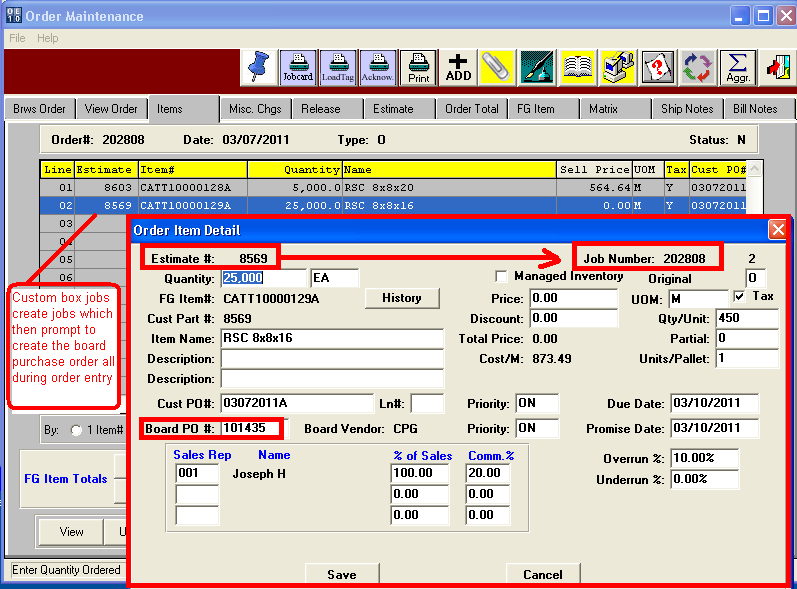 Order Maintenance
File Help
Jobcard LoadTag Acknow. Print ADD Aggr.
Brws Order View Order Items Misc. Chgs Release Estimate Order Total FG Item Matrix Ship Notes Bill Notes
Order#: 202808 Date: 03/07/2011 Type: O Status: N
Line Estimate Item# Quantity Name Sell Price UOM Tax Cust PO#
01 8603 CATT10000128A 5,000.0 RSC 8x8x20 564.64 M Y 03072011
02 8569 CATT10000129A 25,000.0 RSC 8x8x16 0.00 M Y 03072011
03
05
06
Custom box jobs
create jobs which
then prompt to
create the board
purchase order all
during order entry
By: 1 Item#
FG Item Totals
View U
Enter Quantity Ordered
Order Item Detail
Estimate #: 8569 Job Number: 202808 2
Quantity: 25,000 EA Managed Inventory Original 0
FG Item#: CATT10000129A History Price: 0.00 UOM: M Tax
Cust Part #: 8569 Discount: 0.00 Qty/Unit: 450
Item Name: RSC 8x8x16 Total Price: 0.00 Partial: 0
Description: Cost/M: 873.49 Units/Pallet: 1
Description:
Cust PO#: 03072011A Ln#: Priority: ON Due Date: 03/10/2011
Board PO #: 101435 Board Vendor: CPG Priority: ON Promise Date: 03/10/2011
Sales Rep Name % of Sales Comm.% Overrun %: 10.00%
001 Joseph H 100.00 20.00 Underrun %: 0.00%
0.00 0.00
0.00 0.00
Save Cancel